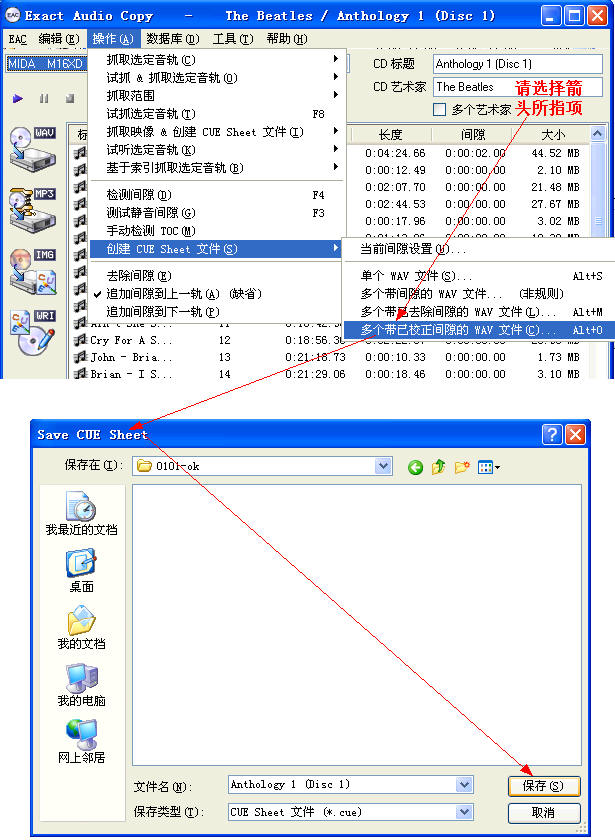 EAC Exact Audio Copy - The Beatles / Anthology 1 (Disc 1)
EAC 编辑(E) 操作(A) 数据库(D) 工具(T) 帮助(H)
MIDA M16XD
抓取选定音轨(C)
试抓 & 抓取选定音轨(O)
抓取范围
试抓选定音轨(T) F8
抓取映像 & 创建 CUE Sheet 文件(I)
试听选定音轨(K)
基于索引抓取选定音轨(B)
检测间隙(D) F4
测试静音间隙(G) F3
手动检测 TOC(M)
创建 CUE Sheet 文件(S)
去除间隙(E)
追加间隙到上一轨(A) (缺省)
追加间隙到下一轨(F)
CD 标题 Anthology 1 (Disc 1)
CD 艺术家 The Beatles
多个艺术家
请选择箭
头所指项
WAV
MP3
IMG
WRI
标
长度 间隙 大小
0:04:24.66 0:00:02.00 44.52 MB
0:00:12.49 0:00:00.00 2.10 MB
0:02:07.70 0:00:00.00 21.48 MB
0:02:44.53 0:00:00.00 27.67 MB
0:00:17.96 0:00:00.00 3.02 MB
当前间隙设置(U)...
单个 WAV 文件(S)... Alt+S
多个带间隙的 WAV 文件... (非规则)
多个带已去除间隙的 WAV 文件(L)... Alt+M
多个带已校正间隙的 WAV 文件(C)... Alt+O
Ain't She S... 11 0:16:42.56
Cry For A S... 12 0:18:56.36
John - Bria... 13 0:21:18.73 0:00:10.33 0:00:00.00 1.73 MB
Brian - I S... 14 0:21:29.06 0:00:18.46 0:00:00.00 3.10 MB
Save CUE Sheet
保存在(I): 0101-ok
我最近的文档
桌面
我的文档
我的电脑
网上邻居
文件名(N): Anthology 1 (Disc 1) 保存(S)
保存类型(T): CUE Sheet 文件 (*.cue) 取消